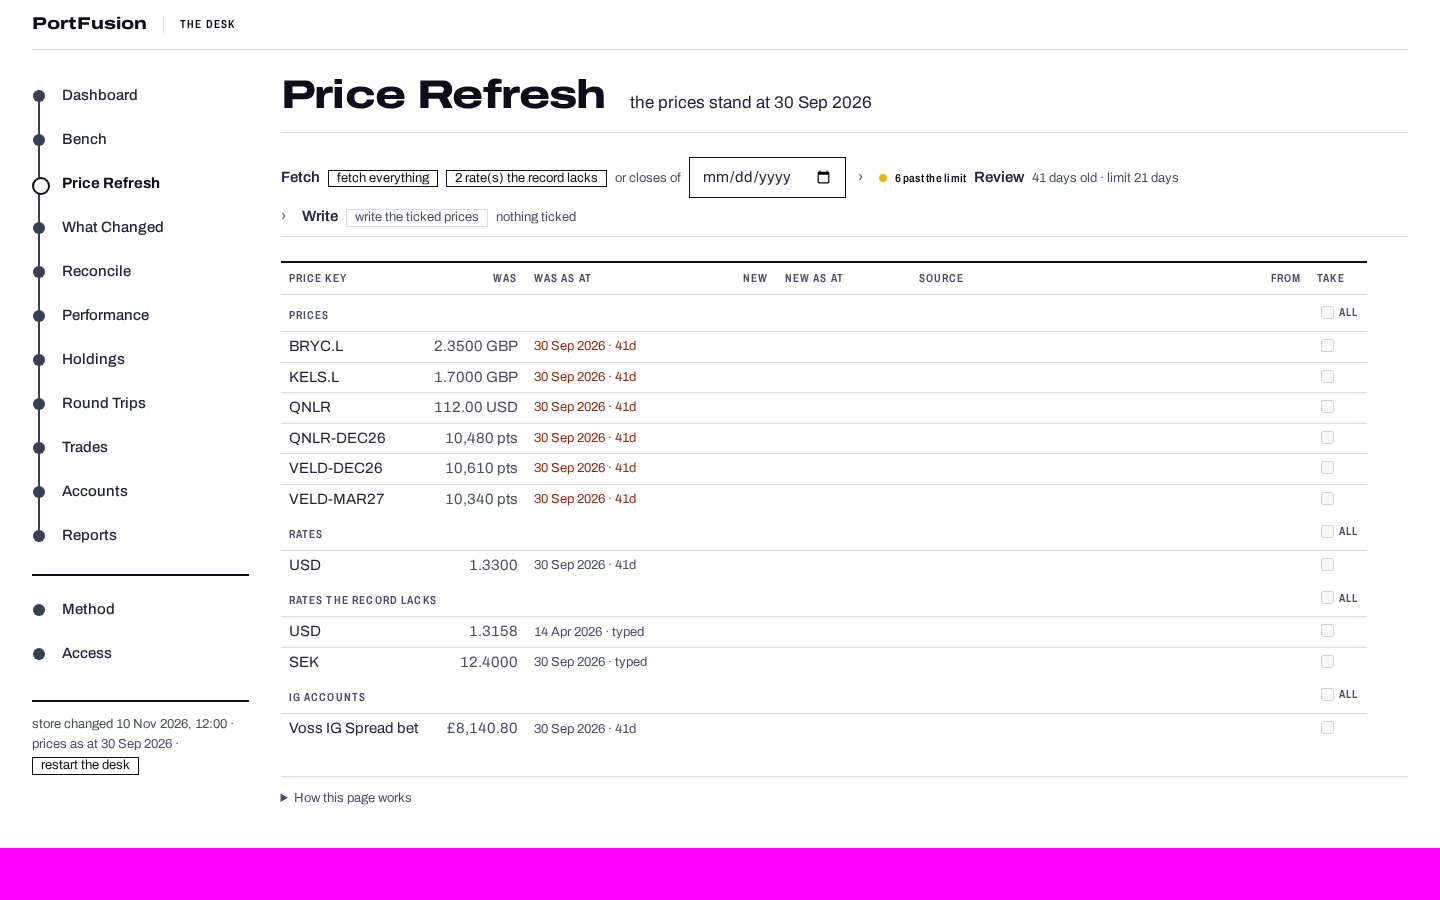 PortFusion THE DESK
Dashboard
Bench
Price Refresh
What Changed
Reconcile
Performance
Holdings
Round Trips
Trades
Accounts
Reports
Method
Access
store changed 10 Nov 2026, 12:00 ·
prices as at 30 Sep 2026 ·
restart the desk
Price Refresh the prices stand at 30 Sep 2026
Fetch fetch everything 2 rate(s) the record lacks or closes of mm/dd/yyyy › 6 past the limit Review 41 days old · limit 21 days
› Write write the ticked prices nothing ticked
PRICE KEY WAS WAS AS AT NEW NEW AS AT SOURCE FROM TAKE
PRICES ALL
BRYC.L 2.3500 GBP 30 Sep 2026 · 41d
KELS.L 1.7000 GBP 30 Sep 2026 · 41d
QNLR 112.00 USD 30 Sep 2026 · 41d
QNLR-DEC26 10,480 pts 30 Sep 2026 · 41d
VELD-DEC26 10,610 pts 30 Sep 2026 · 41d
VELD-MAR27 10,340 pts 30 Sep 2026 · 41d
RATES ALL
USD 1.3300 30 Sep 2026 · 41d
RATES THE RECORD LACKS ALL
USD 1.3158 14 Apr 2026 · typed
SEK 12.4000 30 Sep 2026 · typed
IG ACCOUNTS ALL
Voss IG Spread bet £8,140.80 30 Sep 2026 · 41d
How this page works